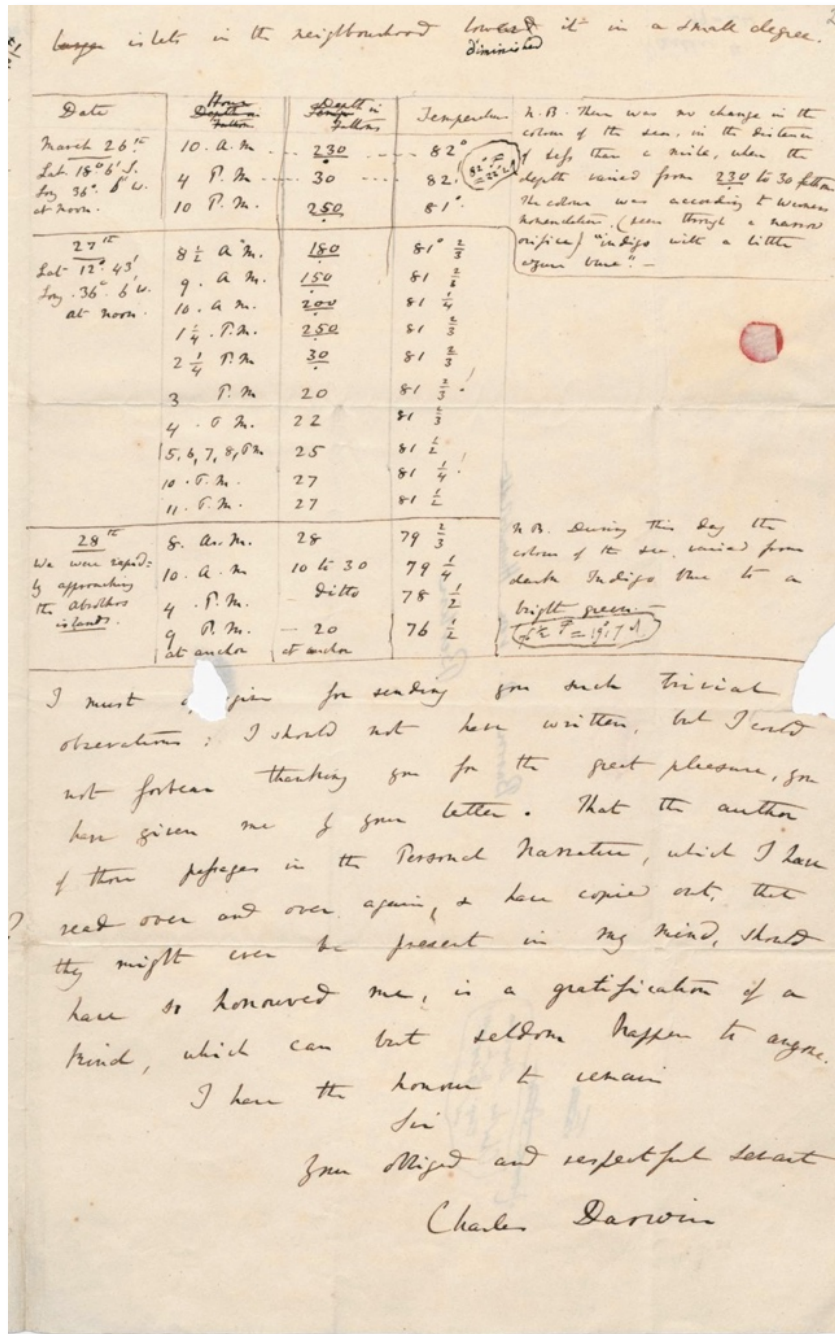 islets in the neighbourhood lowered it in a small degree.
diminished
Date Hour Depth in Fathoms Temperature
March 26th 10. A.M. 230 82°
Lat. 18° 6' S. 4 P.M. 30 82.
Long 36°. 6' W. 10 P.M. 250 81°.
at noon.
N.B. There was no change in the
colour of the sea, in the distance
of less than a mile, when the
depth varied from 230 to 30 fathom
The colour was according to Werners
nomenclature, (seen through a narrow
orifice) "indigo with a little
azure blue". —
27th 8 1/2 A.M. 180 81° 2/3
Lat 12°. 43' 9. A.M. 150 81
Long. 36°. 6' W. 10. A M. 200 81 1/4
at noon. 1 1/4. P.M. 250 81 2/3
2 1/4 P.M. 30 81 2/3
3 P.M. 20 81 2/3 !
4. P M. 22 81 2/3
5, 6, 7, 8, P M 25 81 1/2
10. P.M. 27 81 1/4 !
11. P.M. 27 81 1/2
28th 8. A.M. 28 79 2/3
We were rapid= 10. A.M 10 to 30 79 1/4
ly approaching 4. P.M. ditto 78 1/2
the Abrolhos 9 P.M. — 20 76 1/2
islands. at anchor at anchor
N B. During this day the
colour of the sea, varied from
dark Indigo blue to a
bright green. —
I must for sending you such trivial
observations; I should not have written, but I could
not forbear thanking you for the great pleasure, you
have given me by your letter. That the author
of those passages in the Personal Narrative, which I have
read over and over again, & have copied out, that
they might ever be present in my mind, should
have so honoured me, is a gratification of a
kind, which can but seldom happen to anyone.
I have the honour to remain
Sir
Your obliged and respectful servant
Charles Darwin